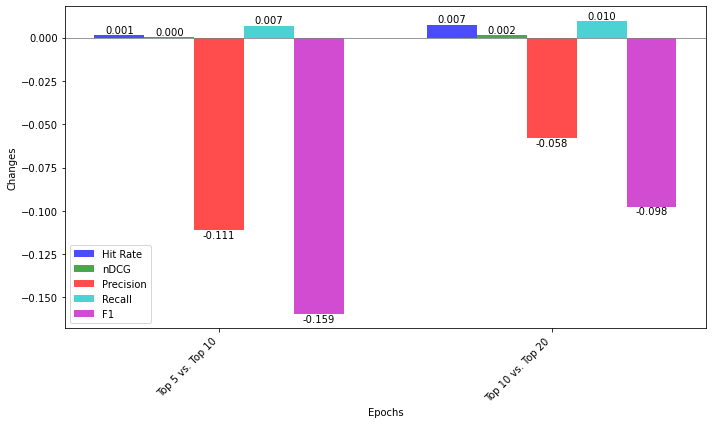 0.001
0.000
0.007
0.007
0.002
0.010
0.000
−0.025
−0.050
−0.075
−0.100
−0.125
−0.150
Changes
-0.111
-0.159
-0.058
-0.098
Hit Rate
nDCG
Precision
Recall
F1
Top 5 vs. Top 10
Top 10 vs. Top 20
Epochs